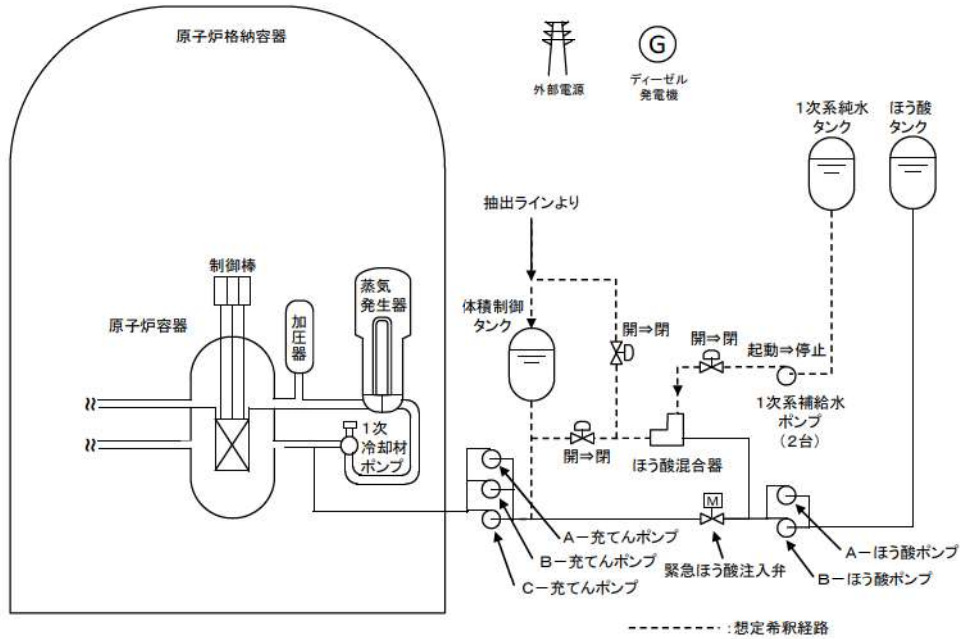 原子炉格納容器
外部電源
G
ディーゼル
発電機
1次系純水
タンク
ほう酸
タンク
抽出ラインより
制御棒
蒸気
発生器
原子炉容器
加圧器
体積制御
タンク
開⇒閉
開⇒閉
起動⇒停止
1次系補給水
ポンプ
(2台)
1次
冷却材
ポンプ
開⇒閉
ほう酸混合器
M
A-充てんポンプ
B-充てんポンプ
C-充てんポンプ
緊急ほう酸注入弁
A-ほう酸ポンプ
B-ほう酸ポンプ
:想定希釈経路